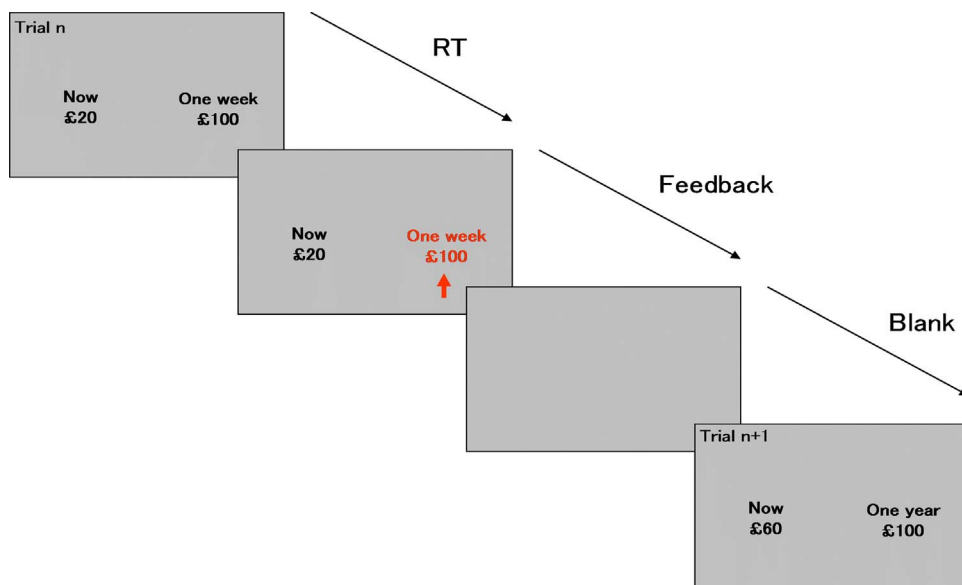 Trial n
Now
£20
One week
£100
RT
Now
£20
One week
£100
Feedback
Blank
Trial n+1
Now
£60
One year
£100